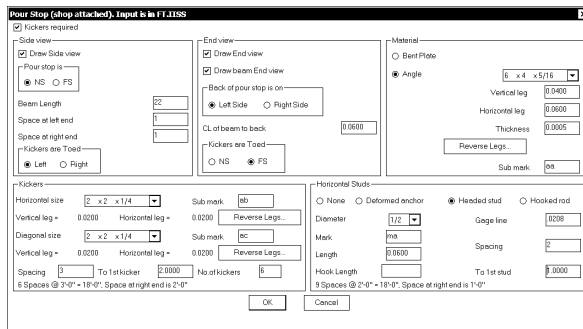 Pour Stop (shop attached). Input is in FT.IISS
Kickers required
Side view
Draw Side view
Pour stop is
NS FS
Beam Length 22
Space at left end 1
Space at right end 1
Kickers are Toed
Left Right
End view
Draw End view
Draw beam End view
Back of pour stop is on
Left Side Right Side
CL of beam to back 0.0600
Kickers are Toed
NS FS
Material
Bent Plate
Angle 6 x 4 x 5/16
Vertical leg 0.0400
Horizontal leg 0.0600
Thickness 0.0005
Reverse Legs...
Sub mark aa
Kickers
Horizontal size 2 x 2 x 1/4 Sub mark ab
Vertical leg = 0.0200 Horizontal leg = 0.0200 Reverse Legs...
Diagonal size 2 x 2 x 1/4 Sub mark ac
Vertical leg = 0.0200 Horizontal leg = 0.0200 Reverse Legs...
Spacing 3 To 1st kicker 2.0000 No.of kickers 6
6 Spaces @ 3'-0" = 18'-0", Space at right end is 2'-0"
Horizontal Studs
None Deformed anchor Headed stud Hooked rod
Diameter 1/2 Gage line .0208
Mark ma
Spacing 2
Length 0.0600
Hook Length To 1st stud 1.0000
9 Spaces @ 2'-0" = 18'-0", Space at right end is 1'-0"
OK Cancel